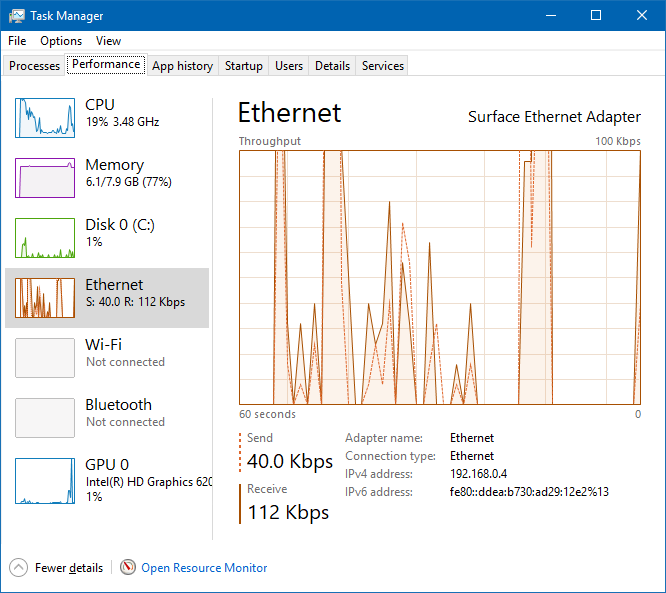 Task Manager
File Options View
Processes Performance App history Startup Users Details Services
CPU
19% 3.48 GHz
Memory
6.1/7.9 GB (77%)
Disk 0 (C:)
1%
Ethernet
S: 40.0 R: 112 Kbps
Wi-Fi
Not connected
Bluetooth
Not connected
GPU 0
Intel(R) HD Graphics 620
1%
Ethernet Surface Ethernet Adapter
Throughput 100 Kbps
60 seconds 0
Send
40.0 Kbps
Receive
112 Kbps
Adapter name: Ethernet
Connection type: Ethernet
IPv4 address: 192.168.0.4
IPv6 address: fe80::ddea:b730:ad29:12e2%13
Fewer details Open Resource Monitor